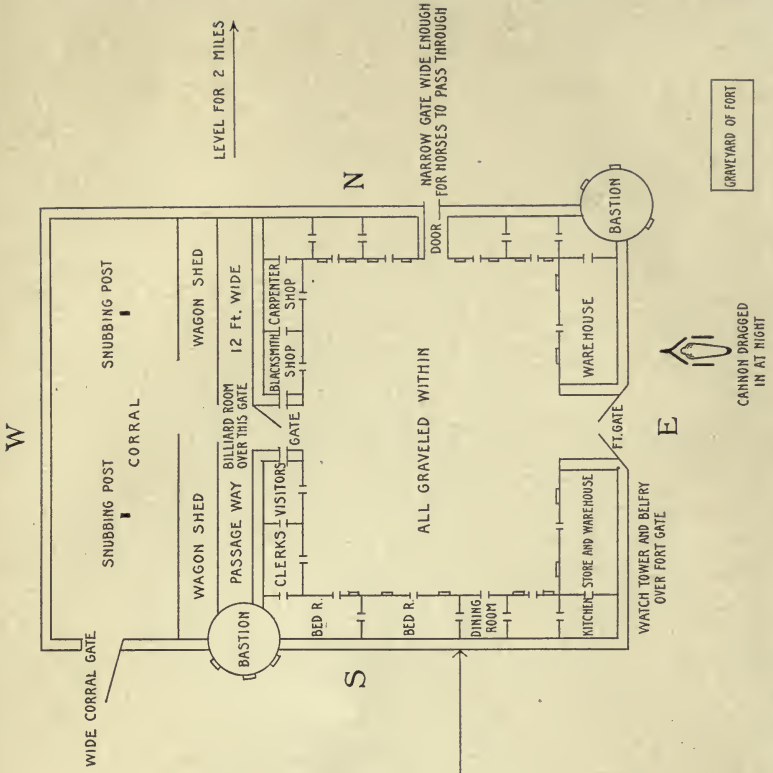 W
WIDE CORRAL GATE
SNUBBING POST
SNUBBING POST
CORRAL
LEVEL FOR 2 MILES
WAGON SHED
WAGON SHED
PASSAGE WAY
12 Ft. WIDE
BILLIARD ROOM
OVER THIS GATE
BASTION
CLERKS
VISITORS
GATE
BLACKSMITH
SHOP
CARPENTER
SHOP
N
NARROW GATE WIDE ENOUGH
FOR HORSES TO PASS THROUGH
DOOR
S
BED R.
BED R.
DINING
ROOM
KITCHEN
ALL GRAVELED WITHIN
STORE AND WAREHOUSE
WAREHOUSE
BASTION
FT. GATE
E
WATCH TOWER AND BELFRY
OVER FORT GATE
CANNON DRAGGED
IN AT NIGHT
GRAVEYARD OF FORT